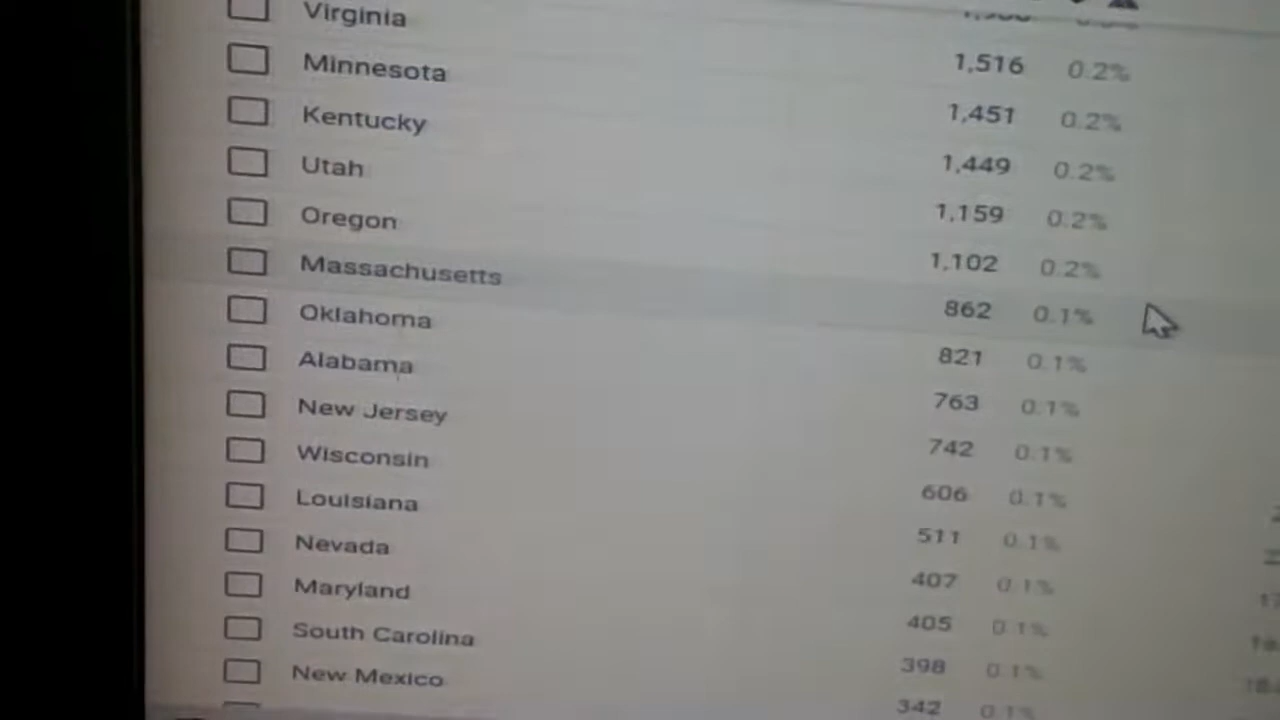 Virginia 1,516 0.2%
Minnesota 1,451 0.2%
Kentucky 1,449 0.2%
Utah 1,159 0.2%
Oregon 1,102 0.2%
Massachusetts 862 0.1%
Oklahoma 821 0.1%
Alabama 763 0.1%
New Jersey 742 0.1%
Wisconsin 606 0.1%
Louisiana 511 0.1%
Nevada 407 0.1%
Maryland 405 0.1%
South Carolina 398 0.1%
New Mexico 342 0.1%